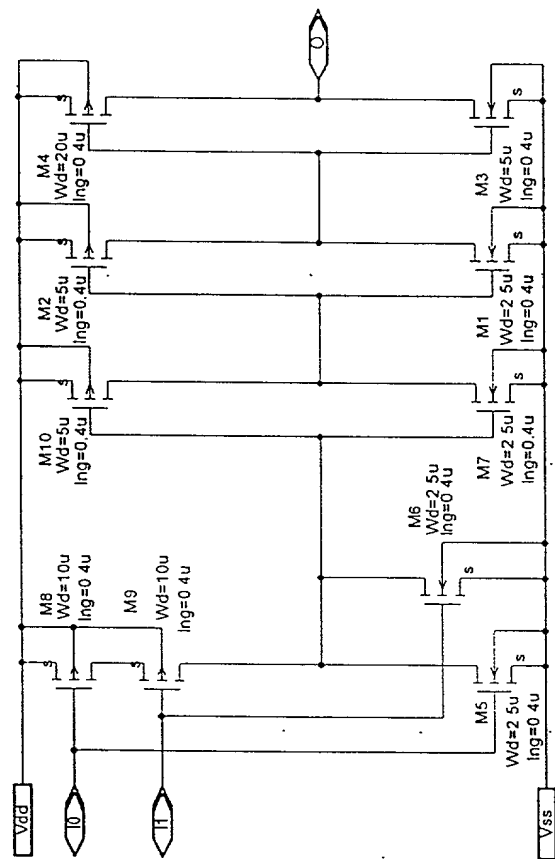 Vdd
I0
I1
Vss
M8
Wd=10u
lng=0 4u
M9
Wd=10u
lng=0 4u
M5
Wd=2 5u
lng=0 4u
M6
Wd=2 5u
lng=0 4u
M10
Wd=5u
lng=0.4u
M7
Wd=2 5u
lng=0 4u
M2
Wd=5u
lng=0.4u
M1
Wd=2 5u
lng=0 4u
M4
Wd=20u
lng=0 4u
M3
Wd=5u
lng=0 4u
O
s
s
s
s
s
s
s
s
s
s